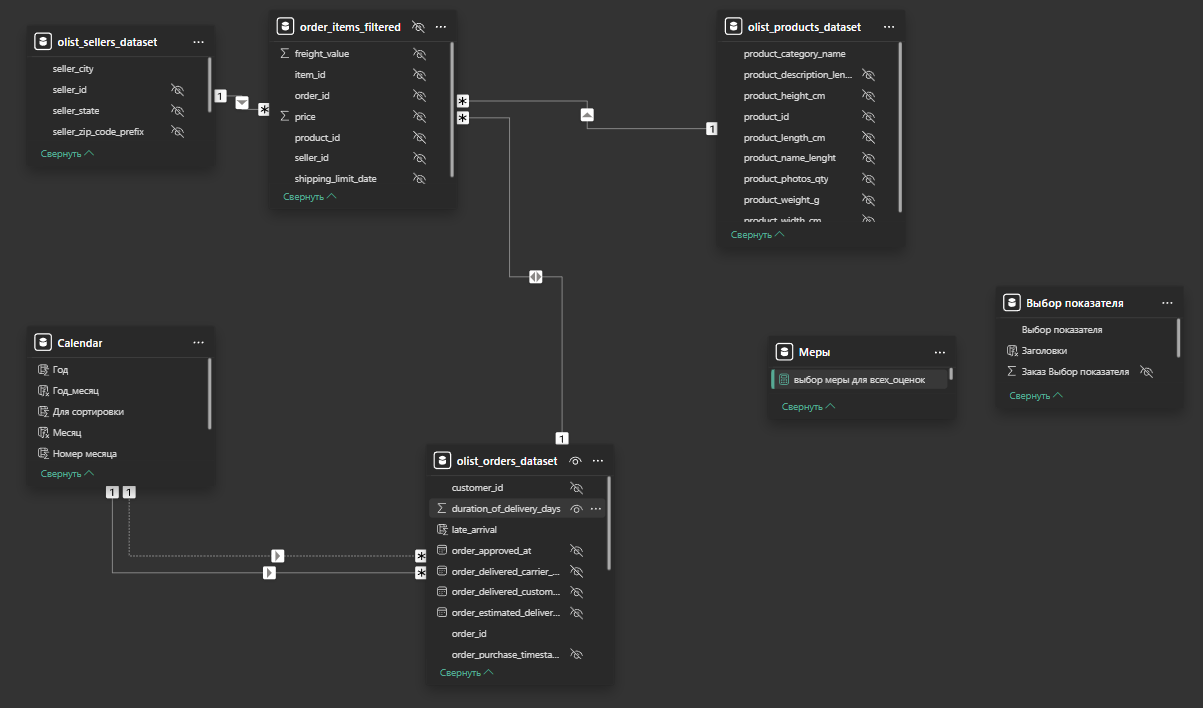 olist_sellers_dataset
seller_city
seller_id
seller_state
seller_zip_code_prefix
Свернуть
order_items_filtered
freight_value
item_id
order_id
price
product_id
seller_id
shipping_limit_date
Свернуть
olist_products_dataset
product_category_name
product_description_len...
product_height_cm
product_id
product_length_cm
product_name_lenght
product_photos_qty
product_weight_g
product_width_cm
Свернуть
1
*
*
*
1
Calendar
Год
Год_месяц
Для сортировки
Месяц
Номер месяца
Свернуть
1
1
Меры
выбор меры для всех_оценок
Свернуть
Выбор показателя
Выбор показателя
Заголовки
Заказ Выбор показателя
Свернуть
1
*
*
olist_orders_dataset
customer_id
duration_of_delivery_days
late_arrival
order_approved_at
order_delivered_carrier_...
order_delivered_custom...
order_estimated_deliver...
order_id
order_purchase_timesta...
Свернуть